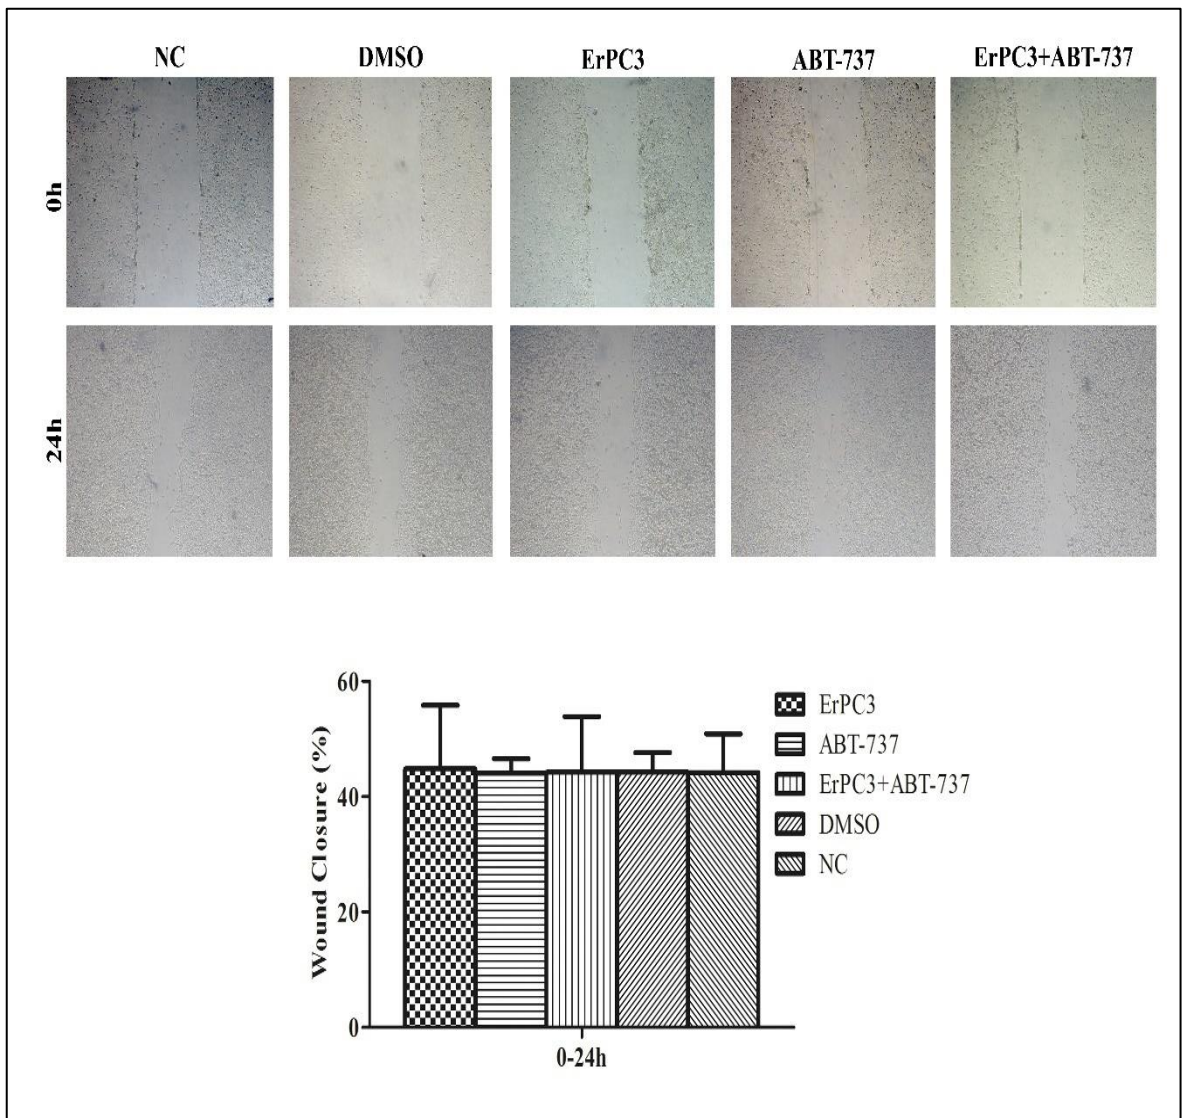 NC DMSO ErPC3 ABT-737 ErPC3+ABT-737
0h
24h
60
40
20
0
Wound Closure (%)
0-24h
ErPC3
ABT-737
ErPC3+ABT-737
DMSO
NC